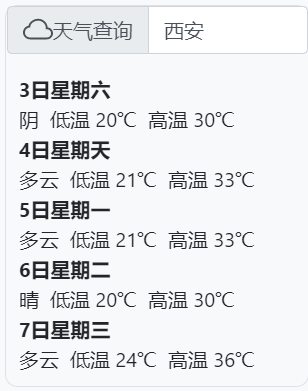 天气查询 西安
3日星期六
阴 低温 20℃ 高温 30℃
4日星期天
多云 低温 21℃ 高温 33℃
5日星期一
多云 低温 21℃ 高温 33℃
6日星期二
晴 低温 20℃ 高温 30℃
7日星期三
多云 低温 24℃ 高温 36℃